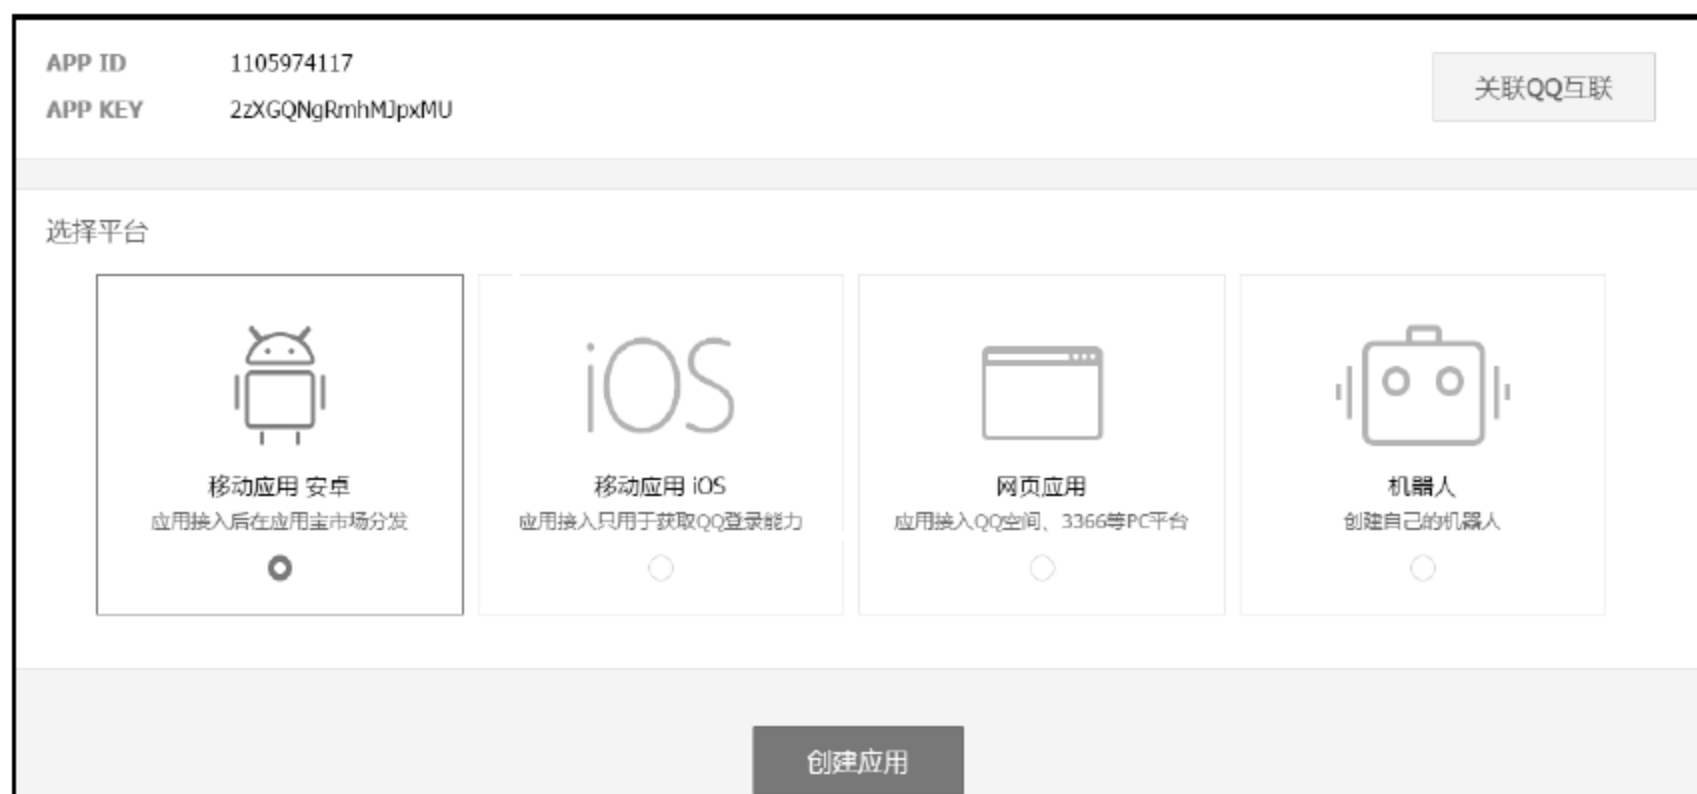 APP ID 1105974117
APP KEY 2zXGQNgRmhMJpxMU
关联QQ互联
选择平台
iOS
移动应用 安卓
应用接入后在应用宝市场分发
移动应用 iOS
应用接入只用于获取QQ登录能力
网页应用
应用接入QQ空间、3366等PC平台
机器人
创建自己的机器人
创建应用